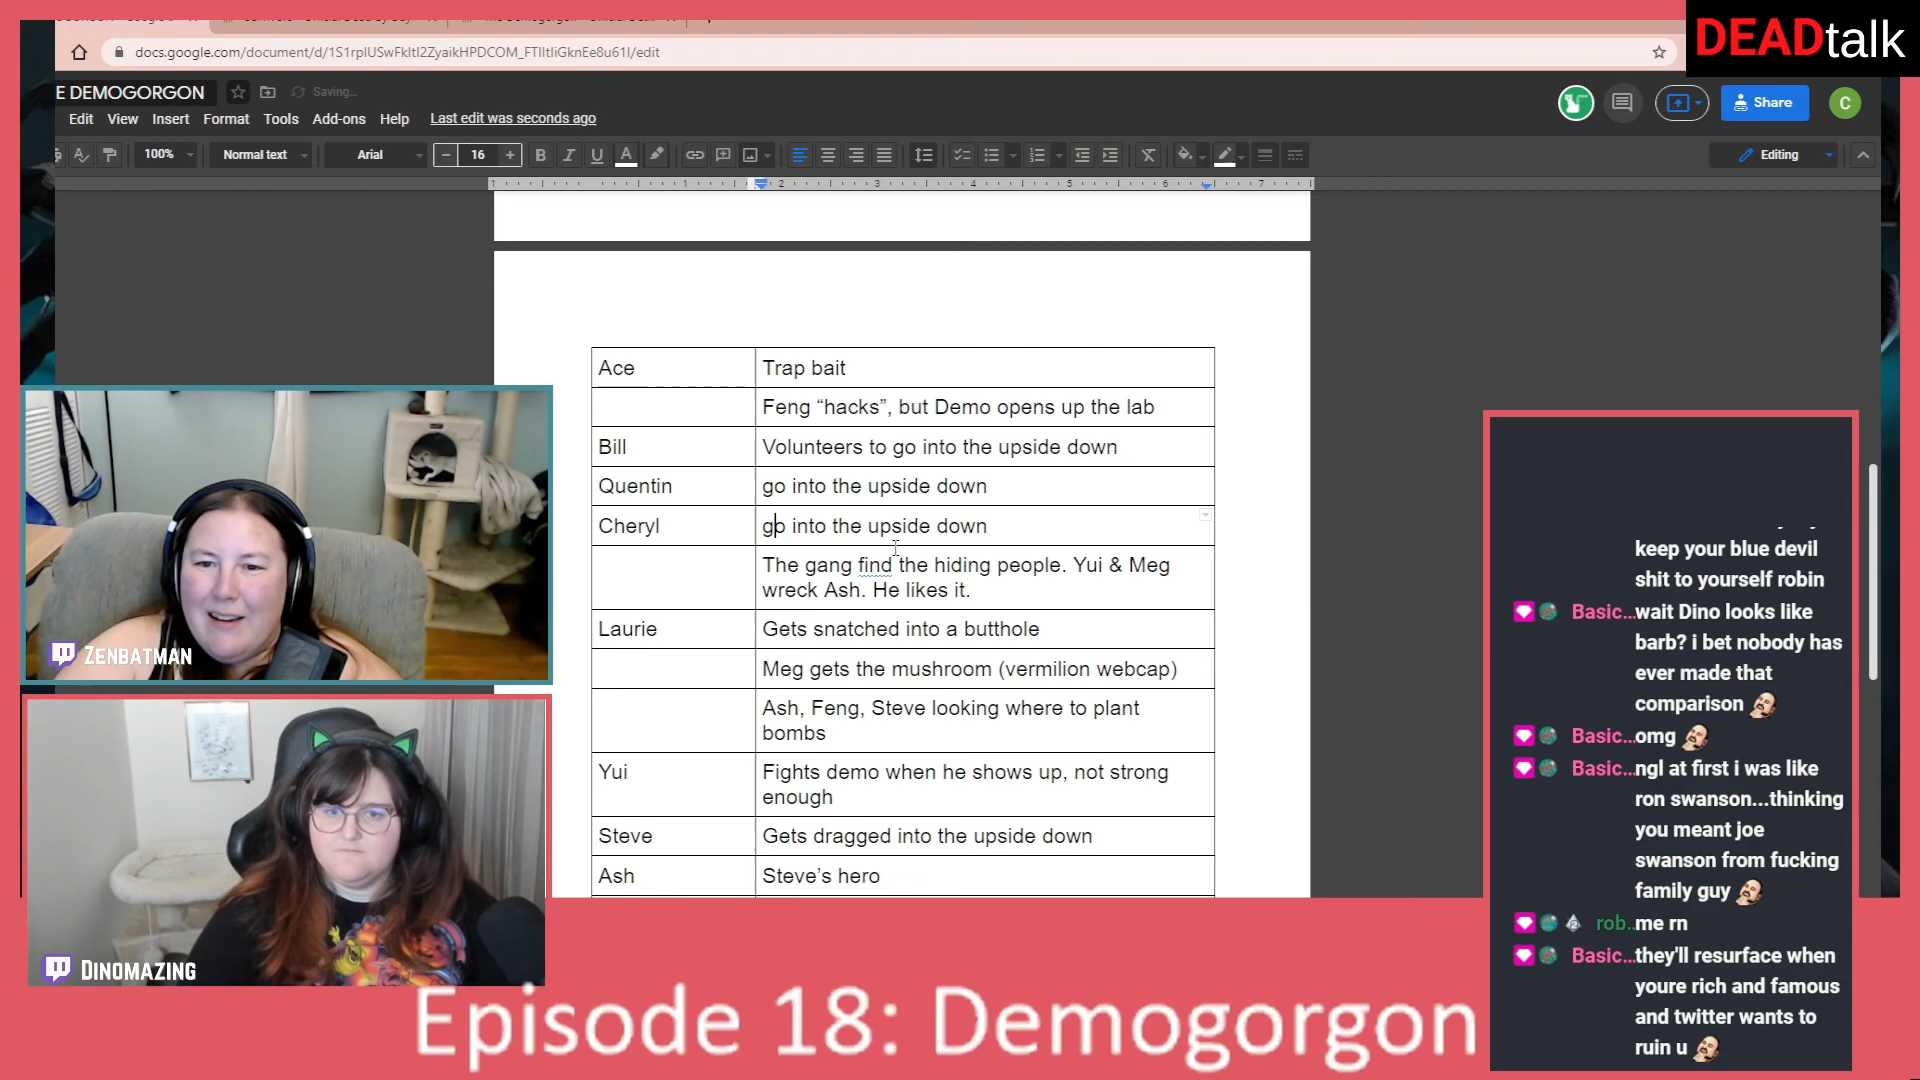 DEADtalk
docs.google.com/document/d/1S1rpIUSwFkItI2ZyaikHPDCOM_FTIItIiGknEe8u61I/edit
E DEMOGORGON
Saving…
Edit View Insert Format Tools Add-ons Help Last edit was seconds ago
Share
C
100% Normal text Arial 16 Editing
1 1 2 3 4 5 6 7
Ace Trap bait
Feng “hacks”, but Demo opens up the lab
Bill Volunteers to go into the upside down
Quentin go into the upside down
Cheryl go into the upside down
The gang find the hiding people. Yui & Meg
wreck Ash. He likes it.
Laurie Gets snatched into a butthole
Meg gets the mushroom (vermilion webcap)
Ash, Feng, Steve looking where to plant
bombs
Yui Fights demo when he shows up, not strong
enough
Steve Gets dragged into the upside down
Ash Steve’s hero
ZENBATMAN
DINOMAZING
keep your blue devil
shit to yourself robin
Basic... wait Dino looks like
barb? i bet nobody has
ever made that
comparison
Basic... omg
Basic... ngl at first i was like
ron swanson...thinking
you meant joe
swanson from fucking
family guy
rob.. me rn
Basic... they'll resurface when
youre rich and famous
and twitter wants to
ruin u
Episode 18: Demogorgon